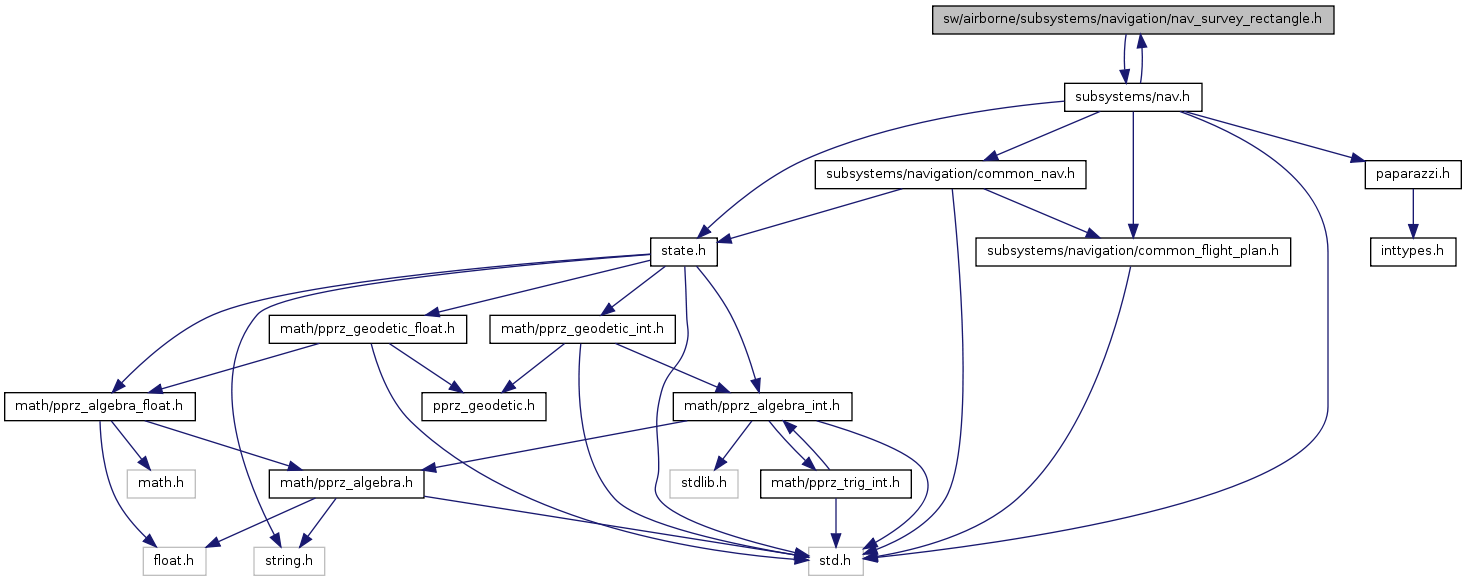 sw/airborne/subsystems/navigation/nav_survey_rectangle.h
subsystems/nav.h
subsystems/navigation/common_nav.h
paparazzi.h
state.h
subsystems/navigation/common_flight_plan.h
inttypes.h
math/pprz_geodetic_float.h
math/pprz_geodetic_int.h
math/pprz_algebra_float.h
pprz_geodetic.h
math/pprz_algebra_int.h
math.h
math/pprz_algebra.h
stdlib.h
math/pprz_trig_int.h
float.h
string.h
std.h